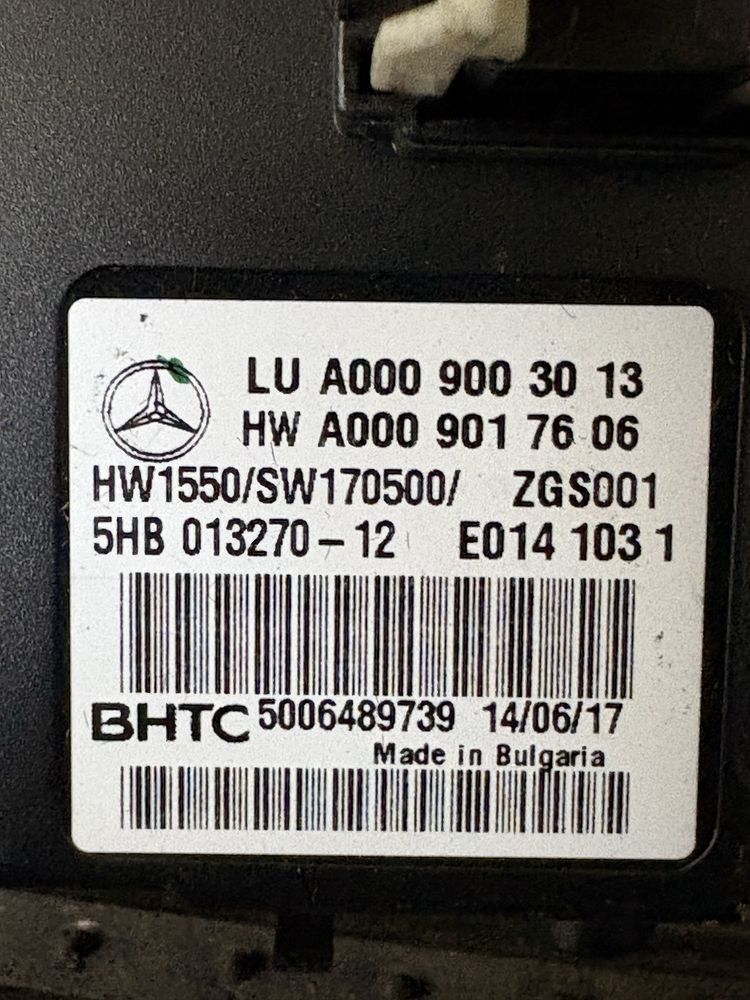 LU A000 900 30 13
HW A000 901 76 06
HW1550/SW170500/ ZGS001
5HB 013270-12 E014 103 1
BHTC 5006489739 14/06/17
Made in Bulgaria